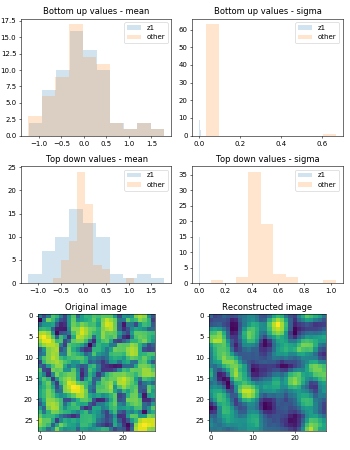 Bottom up values - mean
Bottom up values - sigma
17.5
15.0
12.5
10.0
7.5
5.0
2.5
0.0
z1
other
−1.0 −0.5 0.0 0.5 1.0 1.5
60
50
40
30
20
10
0
z1
other
0.0 0.2 0.4 0.6
Top down values - mean
Top down values - sigma
25
20
15
10
5
0
z1
other
−1.0 −0.5 0.0 0.5 1.0 1.5
35
30
25
20
15
10
5
0
z1
other
0.0 0.2 0.4 0.6 0.8 1.0
Original image
Reconstructed image
0
5
10
15
20
25
0 10 20
0
5
10
15
20
25
0 10 20